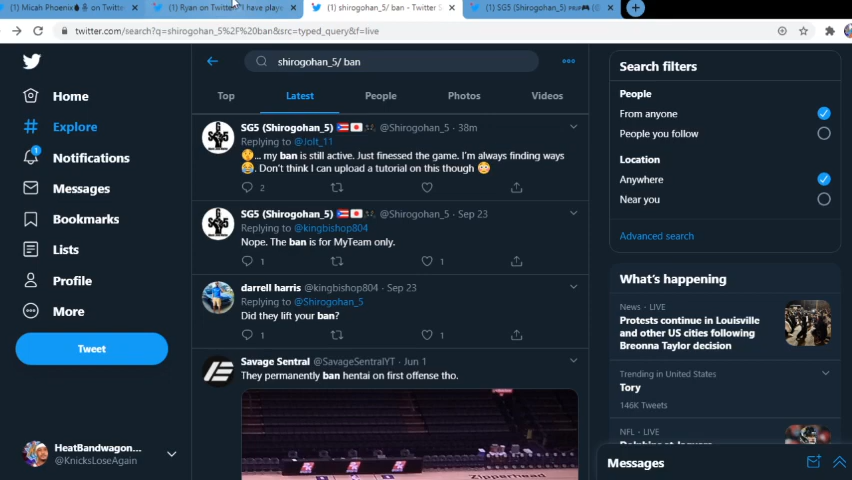 Micah Phoenix on Twitt
Ryan on Twitter: "I have playe
shirogohan_5/ ban - Twitter S
SG5 (Shirogohan_5)
twitter.com/search?q=shirogohan_5%2F%20ban&src=typed_query&f=live
shirogohan_5/ ban
Top
Latest
People
Photos
Videos
Home
Explore
1
Notifications
Messages
Bookmarks
Lists
Profile
More
Tweet
HeatBandwagon...
@KnicksLoseAgain
SG5 (Shirogohan_5) @Shirogohan_5 · 38m
Replying to @Jolt_11
... my ban is still active. Just finessed the game. I'm always finding ways
. Don't think I can upload a tutorial on this though
2
SG5 (Shirogohan_5) @Shirogohan_5 · Sep 23
Replying to @kingbishop804
Nope. The ban is for MyTeam only.
1
1
darrell harris @kingbishop804 · Sep 23
Replying to @Shirogohan_5
Did they lift your ban?
1
1
Savage Sentral @SavageSentralYT · Jun 1
They permanently ban hentai on first offense tho.
Zipperhead
Search filters
People
From anyone
People you follow
Location
Anywhere
Near you
Advanced search
What's happening
News · LIVE
Protests continue in Louisville
and other US cities following
Breonna Taylor decision
Trending in United States
Tory
146K Tweets
NFL · LIVE
Messages